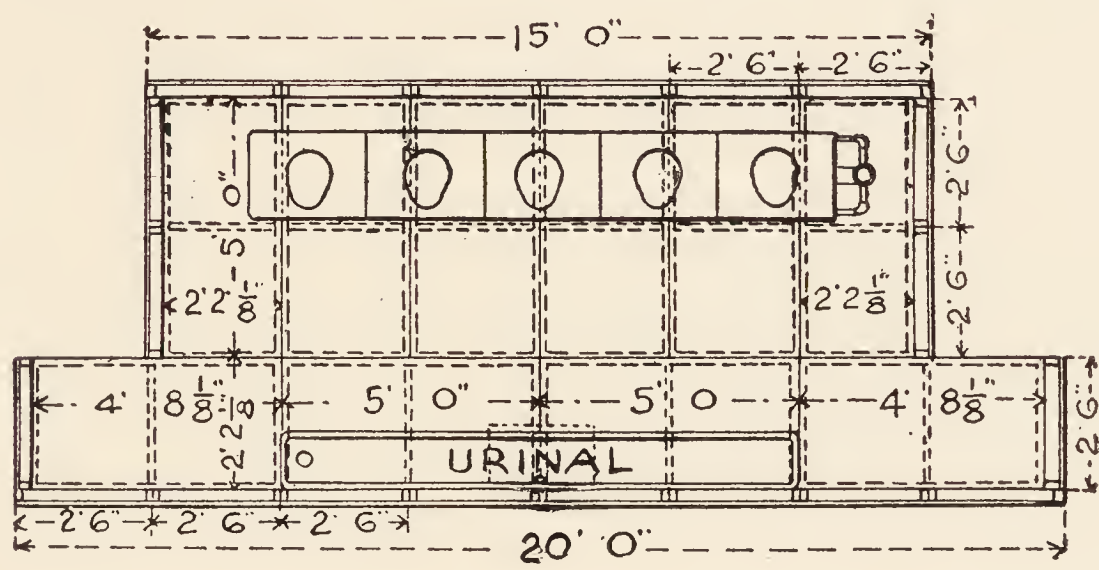 15' 0"
2' 6" 2' 6"
5' 0"
2' 6"
2' 2 1/8"
2' 2 1/8"
2' 6"
4' 8 1/8" 5' 0" 5' 0 4' 8 1/8"
2' 2 1/8"
2' 6"
URINAL
2' 6" 2' 6" 2' 6"
20' 0"